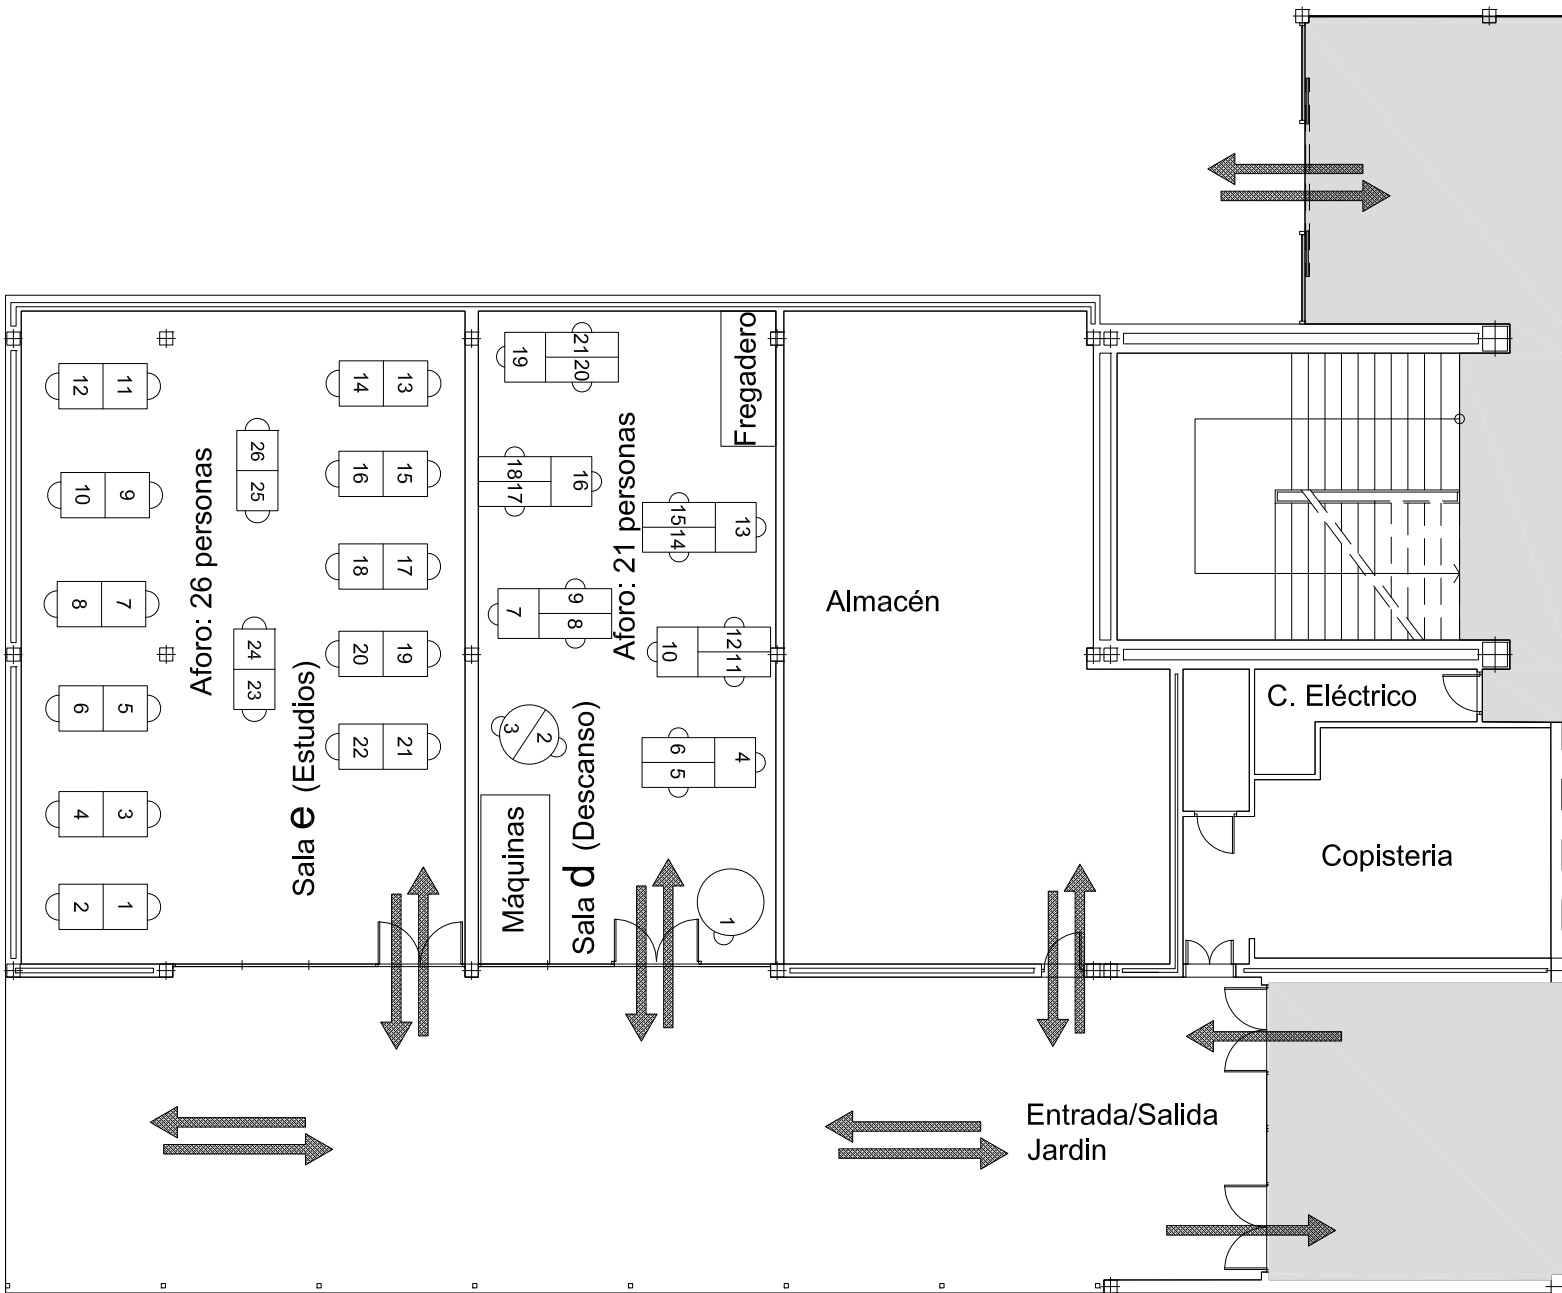 12 11
10 9
8 7
6 5
4 3
2 1
26
25
24
23
14 13
16 15
18 17
20 19
22 21
Aforo: 26 personas
Sala e (Estudios)
19 21
20
18
17 16
15
14 13
7 9
8
10 12
11
3 2
6
5 4
1
Fregadero
Aforo: 21 personas
Sala d (Descanso)
Máquinas
Almacén
C. Eléctrico
Copisteria
Entrada/Salida
Jardin